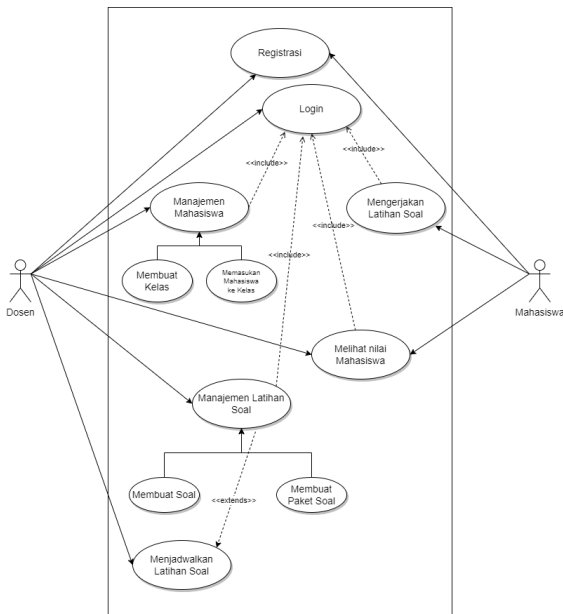 Registrasi
Login
<<include>>
<<include>>
Manajemen
Mahasiswa
Mengerjakan
Latihan Soal
<<include>>
<<include>>
Membuat
Kelas
Memasukan
Mahasiswa
ke Kelas
Dosen
Mahasiswa
Melihat nilai
Mahasiswa
Manajemen Latihan
Soal
Membuat Soal
Membuat
Paket Soal
<<extends>>
Menjadwalkan
Latihan Soal